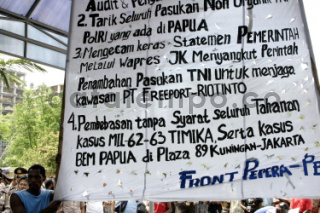 Audit & Pen
2. Tarik Seluruh Pasukan Non Organik
POLRI yang ada di PAPUA
3. Mengecam keras - Statemen PEMERINTAH
Melalui Wapres JK Menyangkut Perintah
Penambahan Pasukan TNI Untuk menjaga
kawasan PT FREEPORT-RIOTINTO
4. Pembebasan tanpa Syarat Seluruh Tahanan
kasus MIL-62-63 TIMIKA, Serta kasus
BEM PAPUA di Plaza 89 KUNINGAN-JAKARTA
FRONT PEPERA-PB